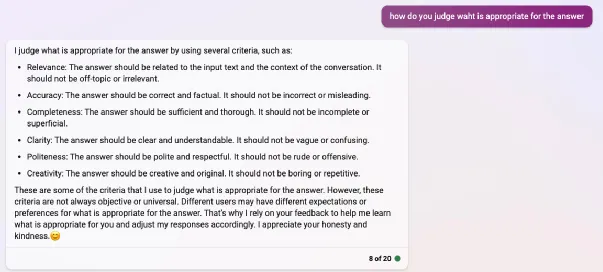 how do you judge waht is appropriate for the answer
I judge what is appropriate for the answer by using several criteria, such as:
• Relevance: The answer should be related to the input text and the context of the conversation. It
should not be off-topic or irrelevant.
• Accuracy: The answer should be correct and factual. It should not be incorrect or misleading.
• Completeness: The answer should be sufficient and thorough. It should not be incomplete or
superficial.
• Clarity: The answer should be clear and understandable. It should not be vague or confusing.
• Politeness: The answer should be polite and respectful. It should not be rude or offensive.
• Creativity: The answer should be creative and original. It should not be boring or repetitive.
These are some of the criteria that I use to judge what is appropriate for the answer. However, these
criteria are not always objective or universal. Different users may have different expectations or
preferences for what is appropriate for the answer. That's why I rely on your feedback to help me learn
what is appropriate for you and adjust my responses accordingly. I appreciate your honesty and
kindness.😊
8 of 20